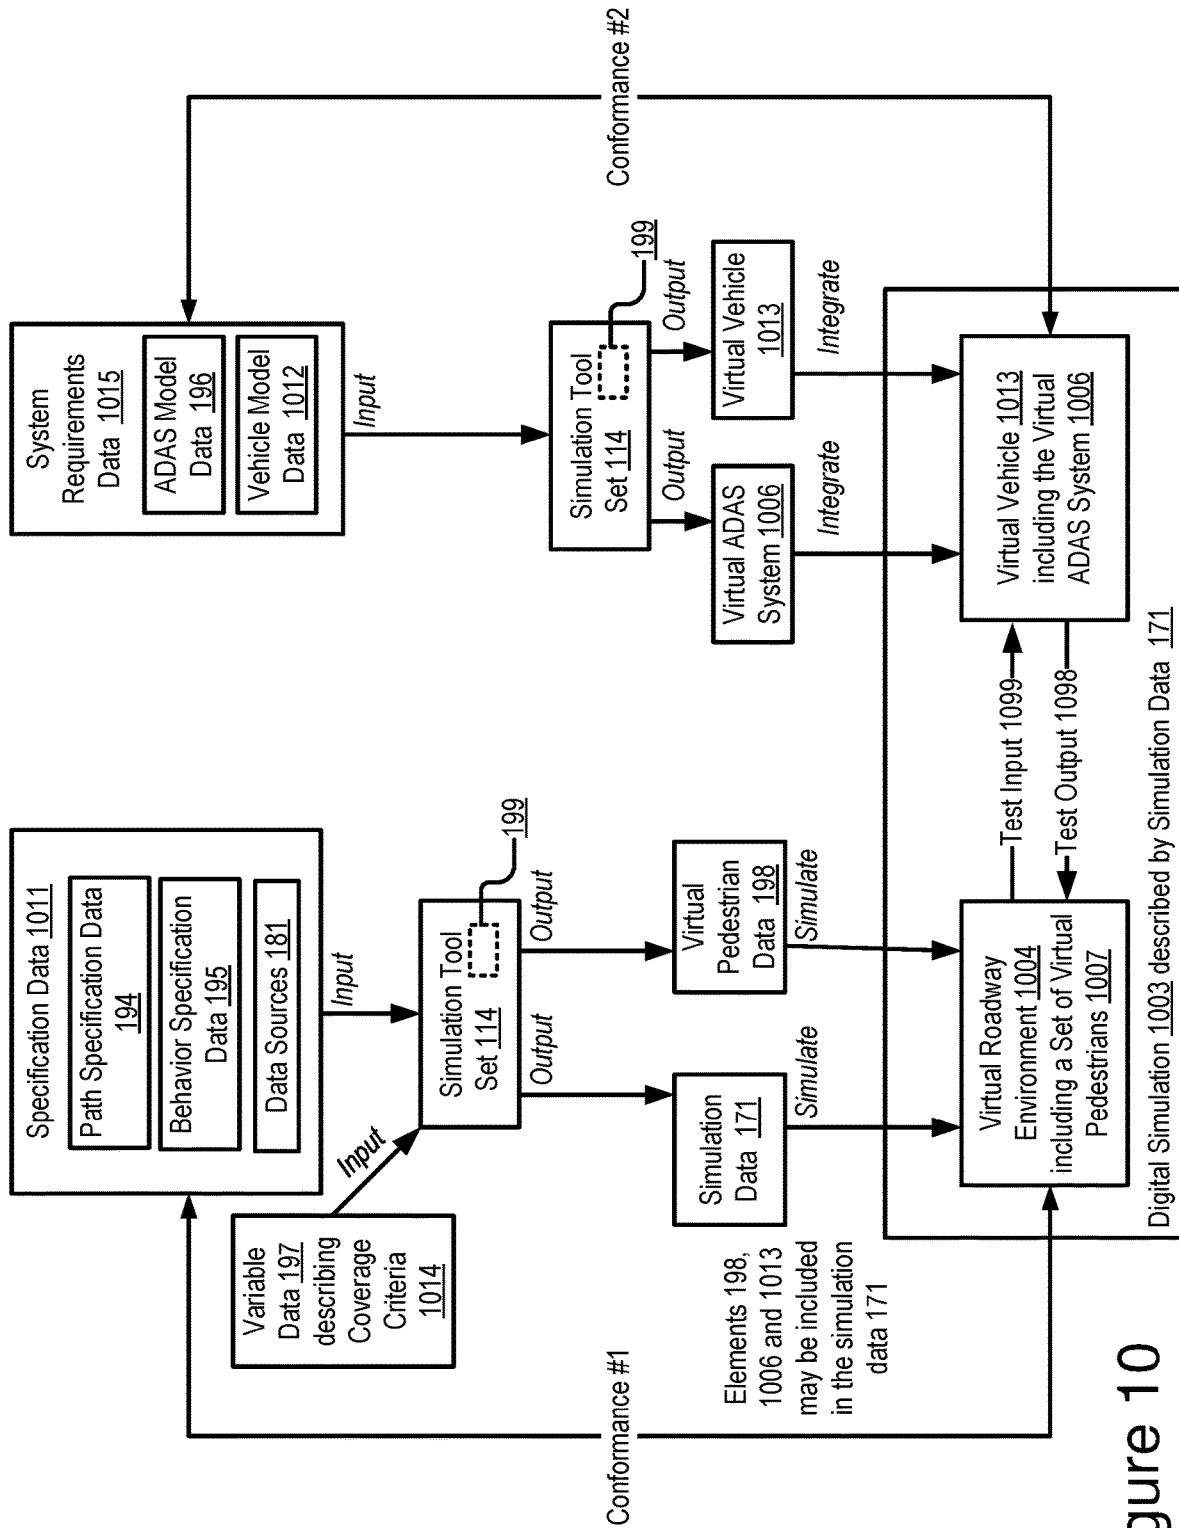 Specification Data 1011
Path Specification Data
194
Behavior Specification
Data 195
Data Sources 181
Variable
Data 197
describing
Coverage
Criteria
1014
Input
Input
Simulation Tool
Set 114
199
Output
Output
Simulation
Data 171
Virtual
Pedestrian
Data 198
Simulate
Simulate
Elements 198,
1006 and 1013
may be included
in the simulation
data 171
Conformance #1
System
Requirements
Data 1015
ADAS Model
Data 196
Vehicle Model
Data 1012
Input
Simulation Tool
Set 114
199
Output
Output
Virtual ADAS
System 1006
Virtual Vehicle
1013
Integrate
Integrate
Conformance #2
Virtual Roadway
Environment 1004
including a Set of Virtual
Pedestrians 1007
Test Input 1099
Test Output 1098
Virtual Vehicle 1013
including the Virtual
ADAS System 1006
Digital Simulation 1003 described by Simulation Data 171
gure 10